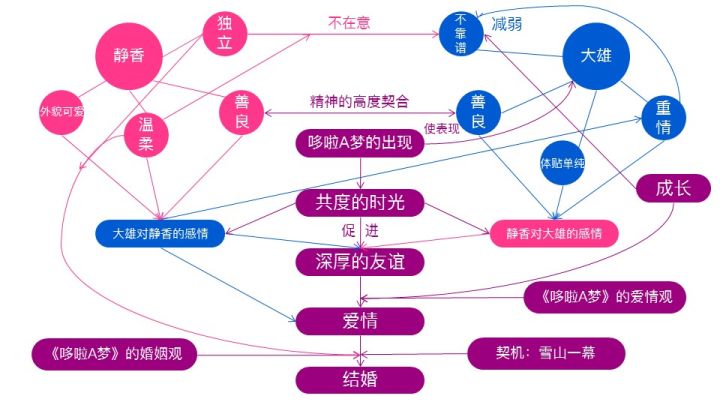 独
立
不在意
不
靠
谱
减弱
静香
大雄
外貌可爱
善
良
精神的高度契合
善
良
重
情
温
柔
使表现
哆啦A梦的出现
体贴单纯
成长
共度的时光
大雄对静香的感情
促 进
静香对大雄的感情
深厚的友谊
《哆啦A梦》的爱情观
爱情
《哆啦A梦》的婚姻观
契机：雪山一幕
结婚